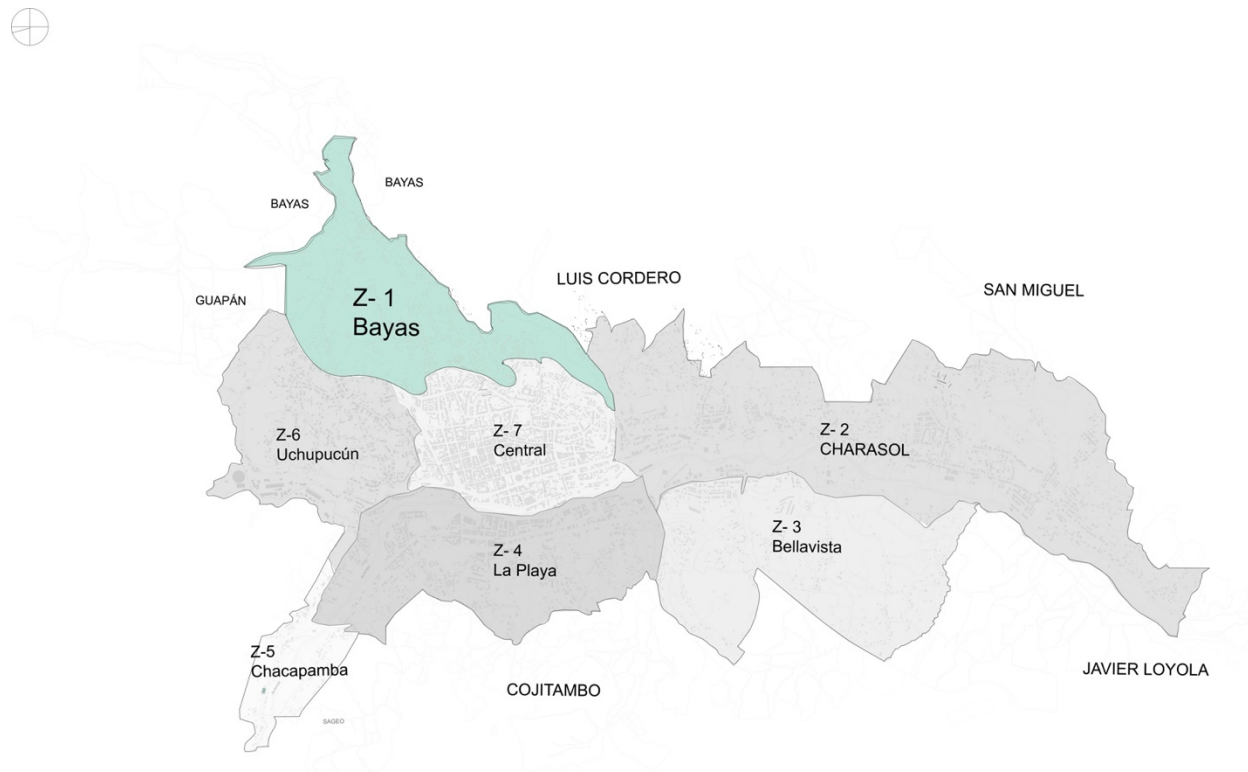 BAYAS
BAYAS
LUIS CORDERO
SAN MIGUEL
GUAPÁN
Z- 1
Bayas
Z- 2
CHARASOL
Z- 7
Central
Z-6
Uchupucún
Z- 3
Bellavista
Z- 4
La Playa
Z-5
Chacapamba
JAVIER LOYOLA
COJITAMBO
SAGEO